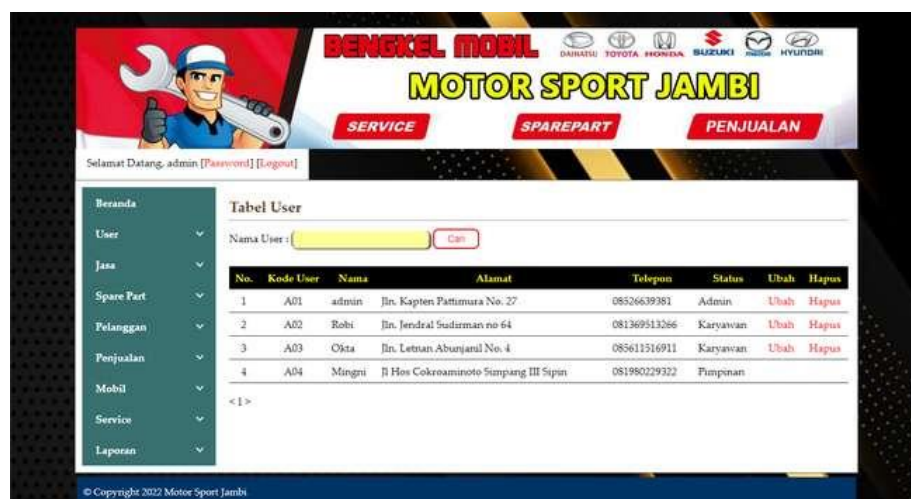 BENGKEL MOBIL
DAIHATSU TOYOTA HONDA SUZUKI mazda HYUNDAI
MOTOR SPORT JAMBI
SERVICE SPAREPART PENJUALAN
Selamat Datang, admin [Password] [Logout]
Beranda
User
Jasa
Spare Part
Pelanggan
Penjualan
Mobil
Service
Laporan
Tabel User
Nama User : Cari
No. Kode User Nama Alamat Telepon Status Ubah Hapus
1 A01 admin Jln. Kapten Pattimura No. 27 08526639381 Admin Ubah Hapus
2 A02 Robi Jln. Jendral Sudirman no 64 081369513266 Karyawan Ubah Hapus
3 A03 Okta Jln. Letnan Abunjanil No. 4 085611516911 Karyawan Ubah Hapus
4 A04 Mingni Jl Hos Cokroaminoto Simpang III Sipin 081980229322 Pimpinan
< 1 >
© Copyright 2022 Motor Sport Jambi